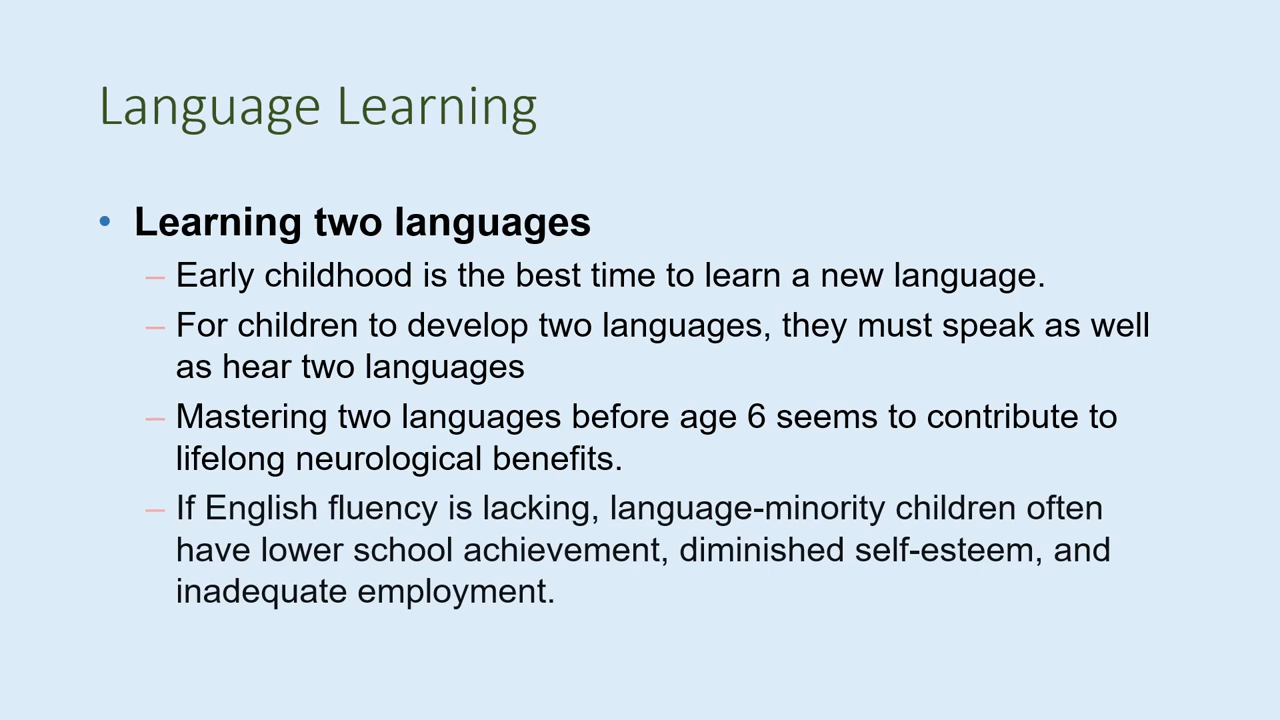 Language Learning
• Learning two languages
– Early childhood is the best time to learn a new language.
– For children to develop two languages, they must speak as well
as hear two languages
– Mastering two languages before age 6 seems to contribute to
lifelong neurological benefits.
– If English fluency is lacking, language-minority children often
have lower school achievement, diminished self-esteem, and
inadequate employment.